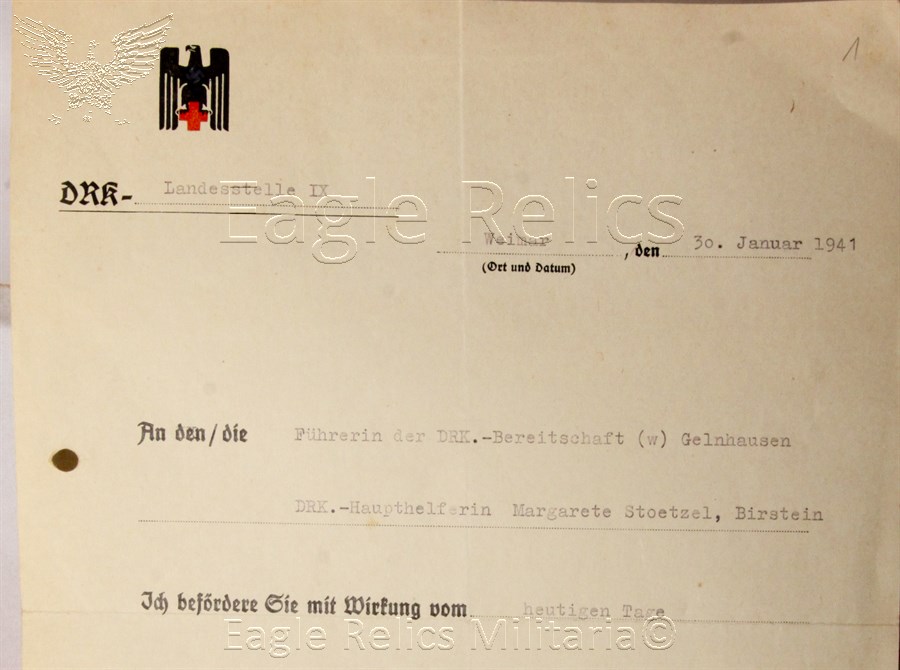 1
DRK- Landesstelle IX
Eagle Relics
Weimar, den 30. Januar 1941
(Ort und Datum)
An den/die Führerin der DRK.-Bereitschaft (w) Gelnhausen
DRK.-Haupthelferin Margarete Stoetzel, Birstein
Ich befördere Sie mit Wirkung vom heutigen Tage
Eagle Relics Militaria©